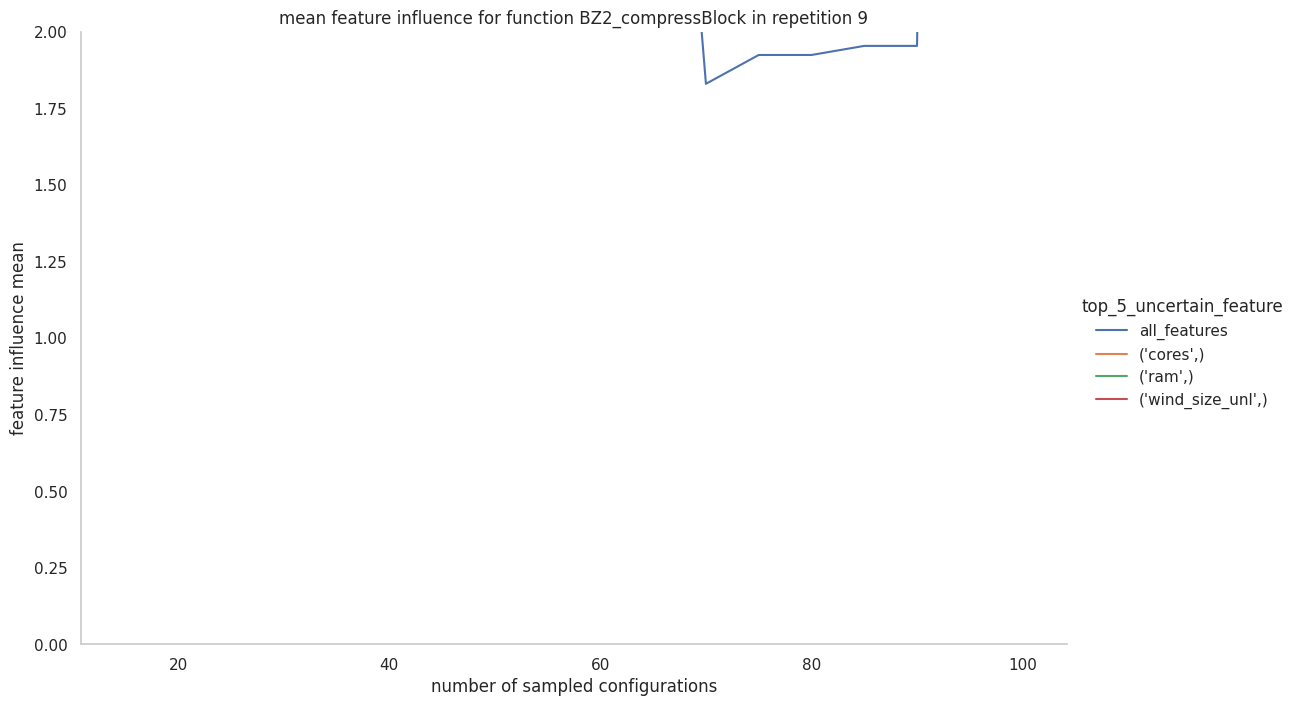 mean feature influence for function BZ2_compressBlock in repetition 9
2.00
1.75
1.50
1.25
1.00
0.75
0.50
0.25
0.00
feature influence mean
20
40
60
80
100
number of sampled configurations
top_5_uncertain_feature
all_features
('cores',)
('ram',)
('wind_size_unl',)